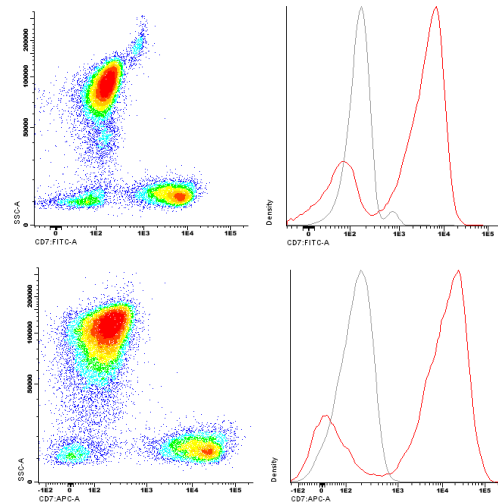 200000
100000
50000
0
SSC-A
0 1E2 1E3 1E4 1E5
CD7:FITC-A
Density
0 1E2 1E3 1E4 1E5
CD7:FITC-A
200000
100000
50000
0
SSC-A
-1E2 0 1E2 1E3 1E4 1E5
CD7:APC-A
Density
-1E2 0 1E2 1E3 1E4 1E5
CD7:APC-A